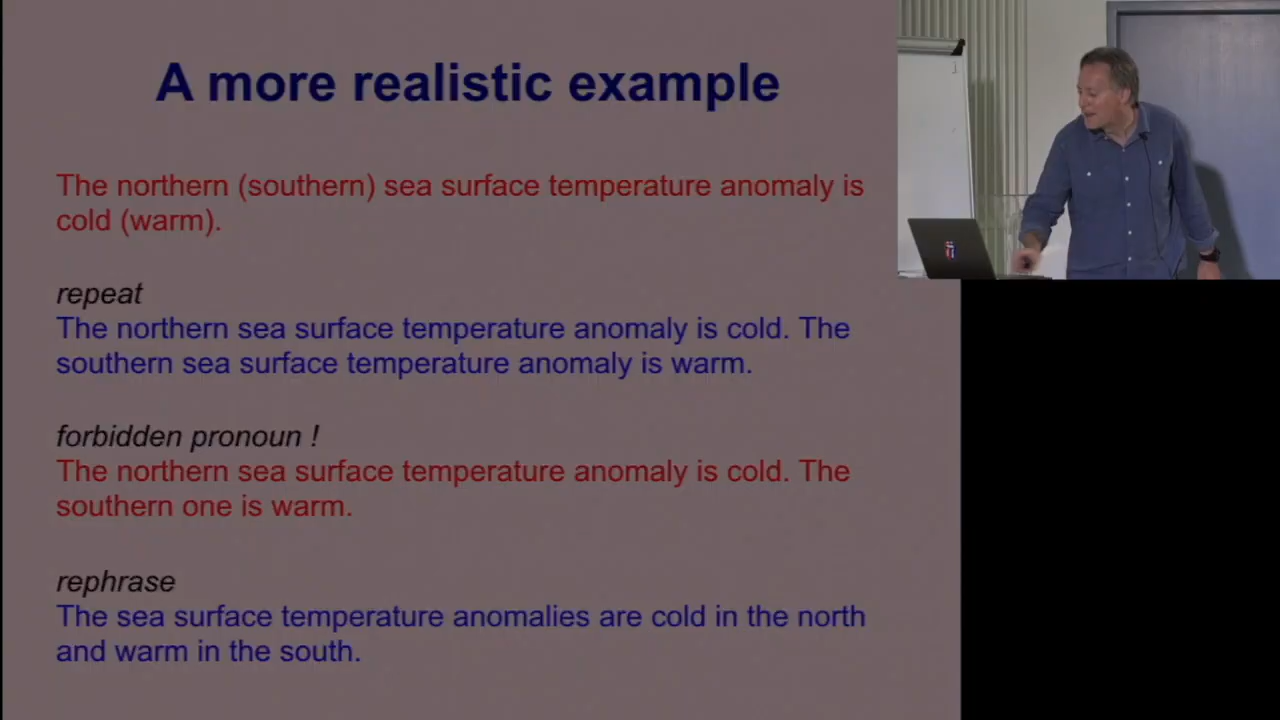 A more realistic example
The northern (southern) sea surface temperature anomaly is
cold (warm).
repeat
The northern sea surface temperature anomaly is cold. The
southern sea surface temperature anomaly is warm.
forbidden pronoun !
The northern sea surface temperature anomaly is cold. The
southern one is warm.
rephrase
The sea surface temperature anomalies are cold in the north
and warm in the south.